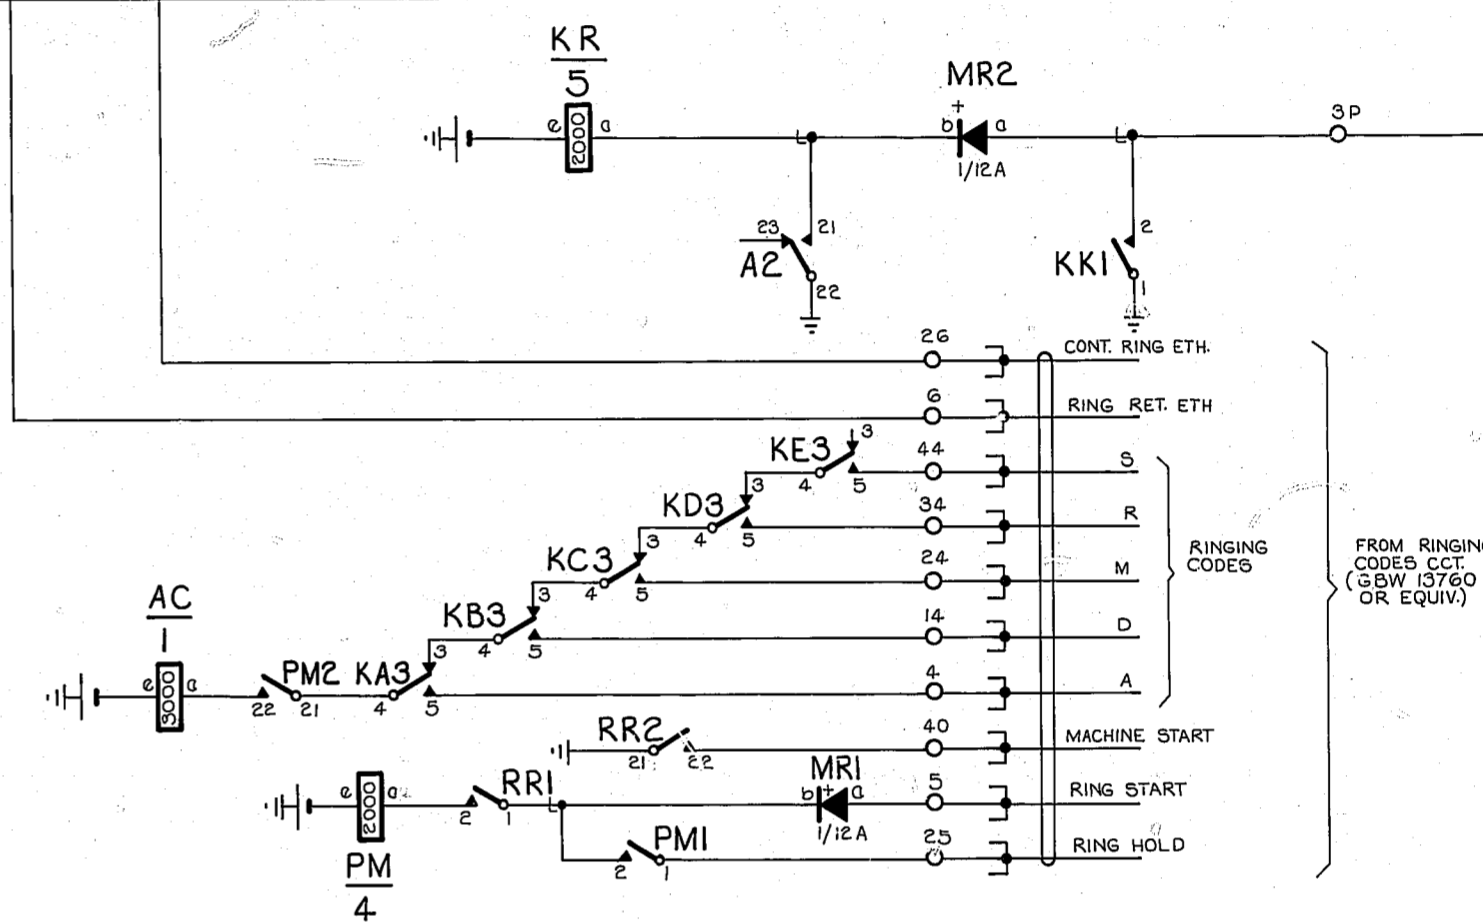 KR
5
MR2
+
e 2000 a
b a
1/12A
3P
23 21
A2
22
2
KK1
1
26
CONT. RING ETH.
6
RING RET. ETH
3
KE3
4 5
44
S
3
KD3
4 5
34
R
3
KC3
4 5
24
M
3
KB3
4 5
14
D
3
AC
1
e 3000 a
PM2 KA3
22 21 4 5
4
A
RINGING
CODES
FROM RINGING
CODES CCT.
(GBW 13760
OR EQUIV.)
RR2
21 22
40
MACHINE START
e 2000 a
RR1
2 1
MR1
b + a
1/12A
5
RING START
PM1
2 1
25
RING HOLD
PM
4